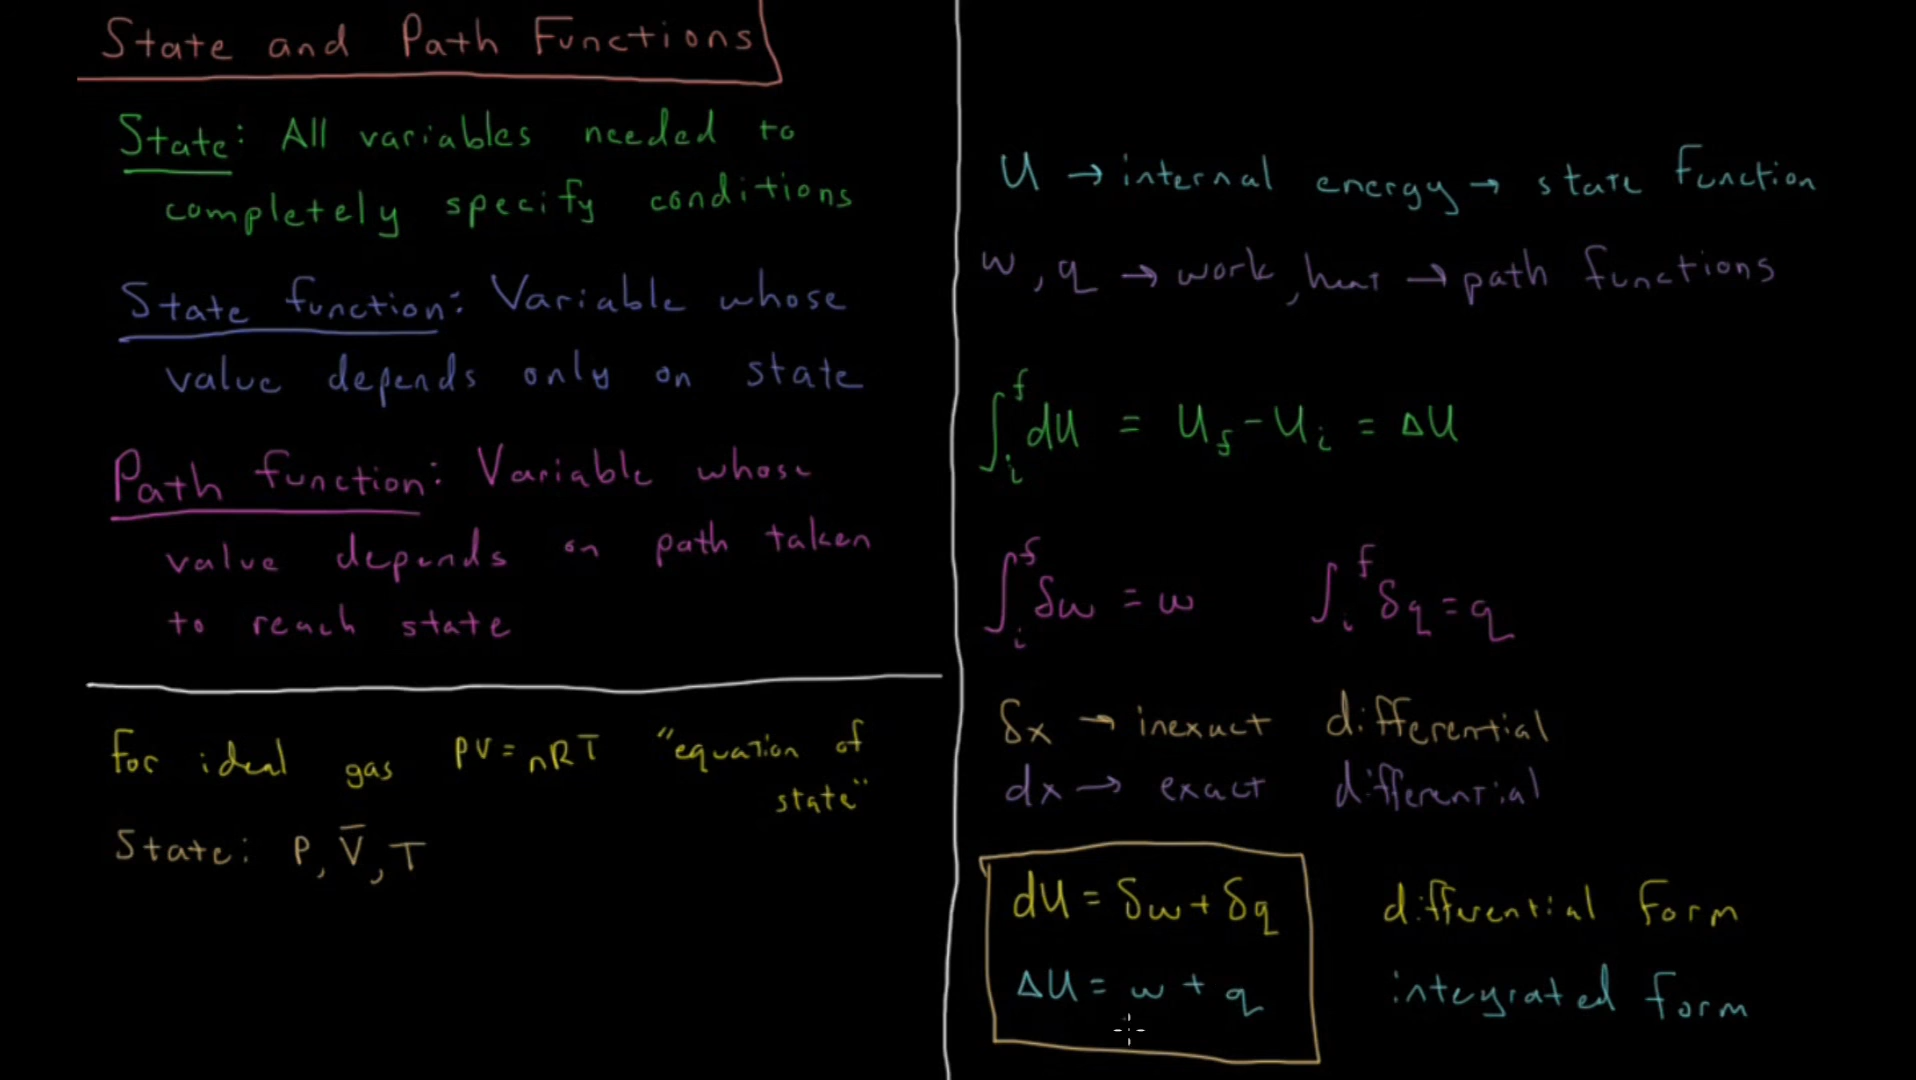 State and Path Functions
State: All variables needed to
completely specify conditions
State function: Variable whose
value depends only on state
Path function: Variable whose
value depends on path taken
to reach state
For ideal gas PV = nRT "equation of
state"
State: P, V̅, T
U → internal energy → state function
w, q → work, heat → path functions
∫ᵢᶠ dU = U_f - U_i = ΔU
∫ᵢᶠ δw = w ∫ᵢᶠ δq = q
δx → inexact differential
dx → exact differential
dU = δw + δq differential form
ΔU = w + q integrated form